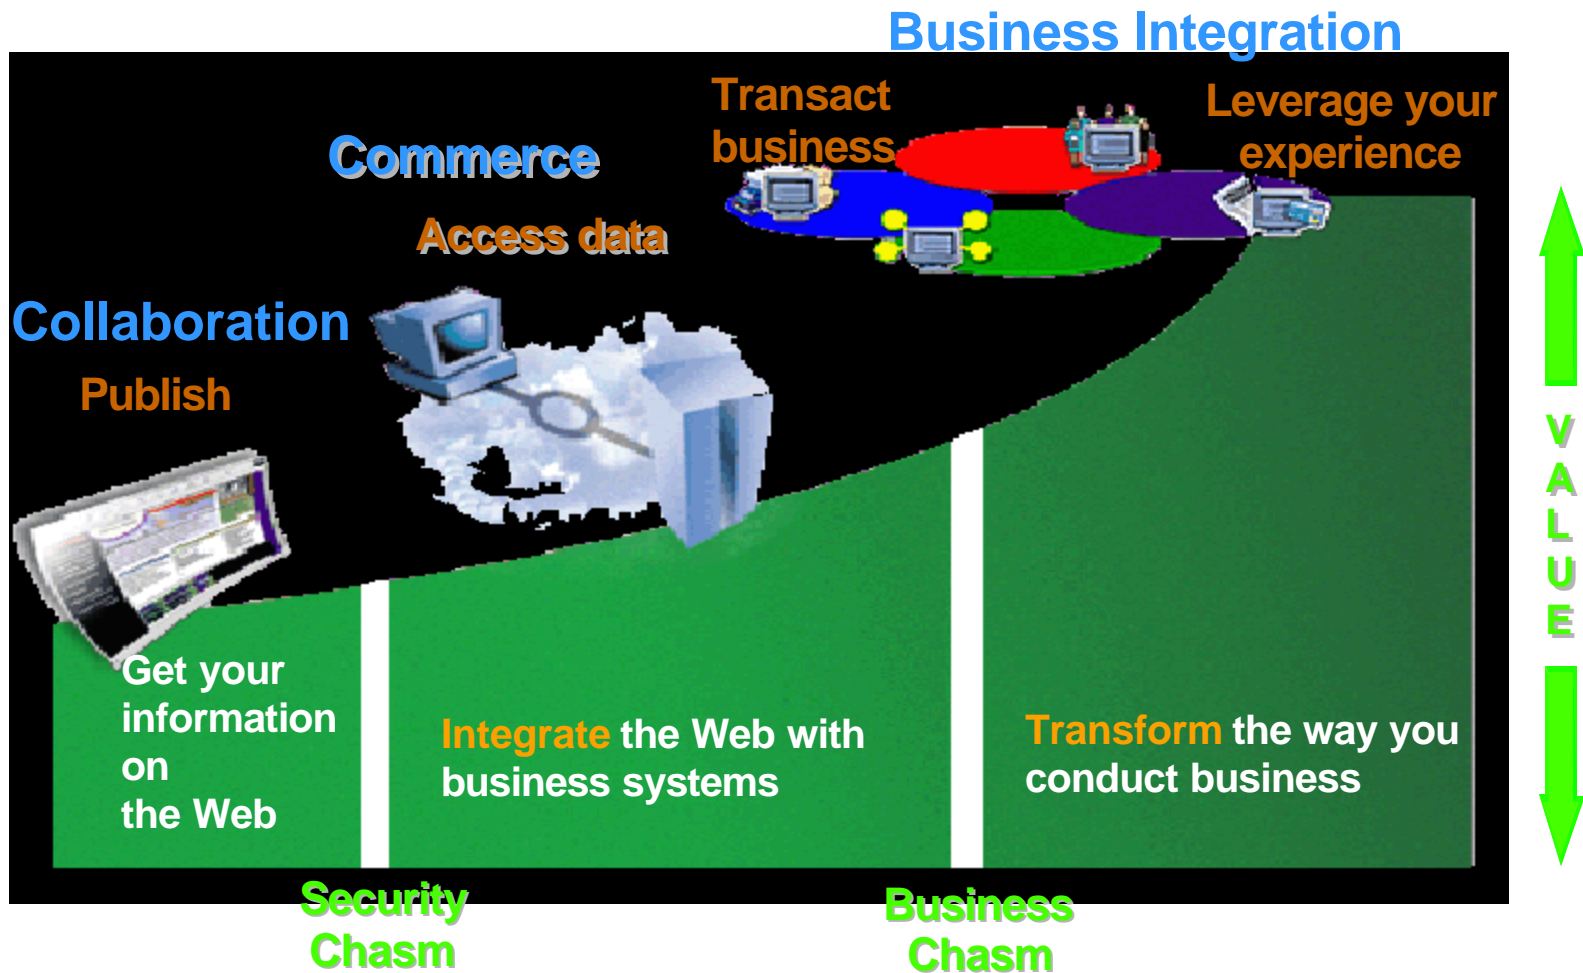 Business Integration
Transact
business
Leverage your
experience
Commerce
Access data
Collaboration
Publish
V
A
L
U
E
Get your
information
on
the Web
Integrate the Web with
business systems
Transform the way you
conduct business
Security
Chasm
Business
Chasm